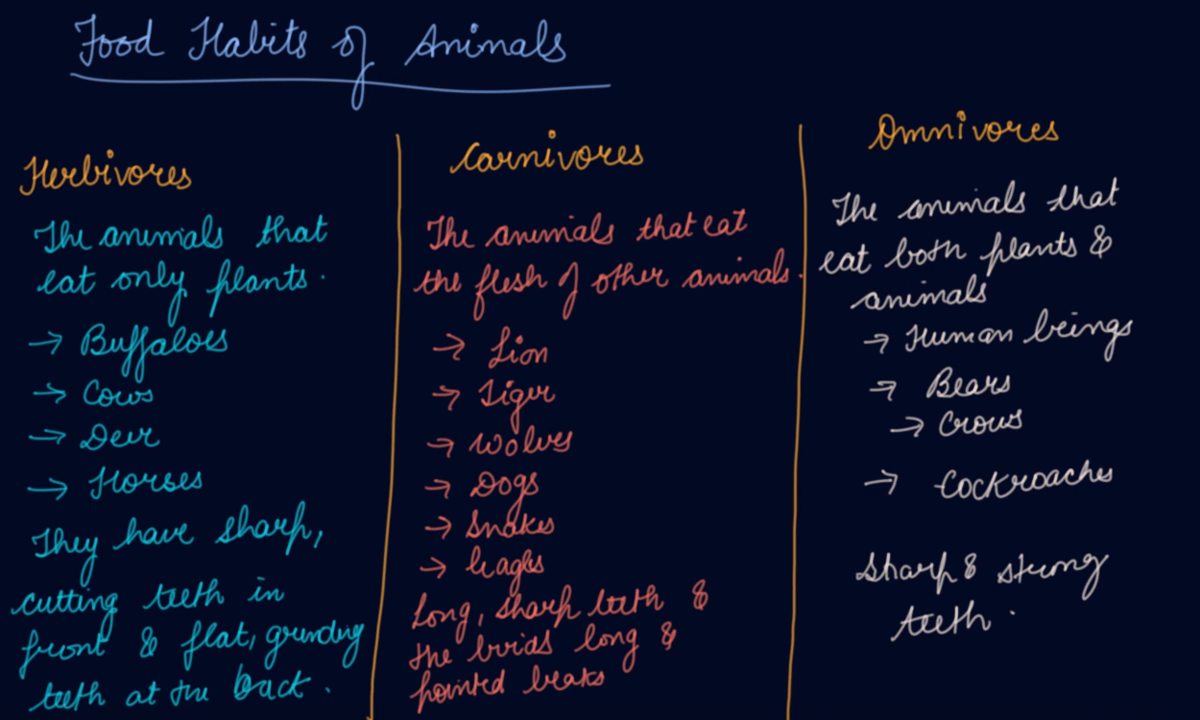 Food Habits of Animals
Herbivores
The animals that
eat only plants.
→ Buffaloes
→ Cows
→ Deer
→ Horses
They have sharp,
cutting teeth in
front & flat, grinding
teeth at the back.
Carnivores
The animals that eat
the flesh of other animals.
→ Lion
→ Tiger
→ Wolves
→ Dogs
→ Snakes
→ Eagles
Long, sharp teeth &
the birds long &
pointed beaks
Omnivores
The animals that
eat both plants &
animals
→ Human beings
→ Bears
→ Crows
→ Cockroaches
Sharp & strong
teeth.